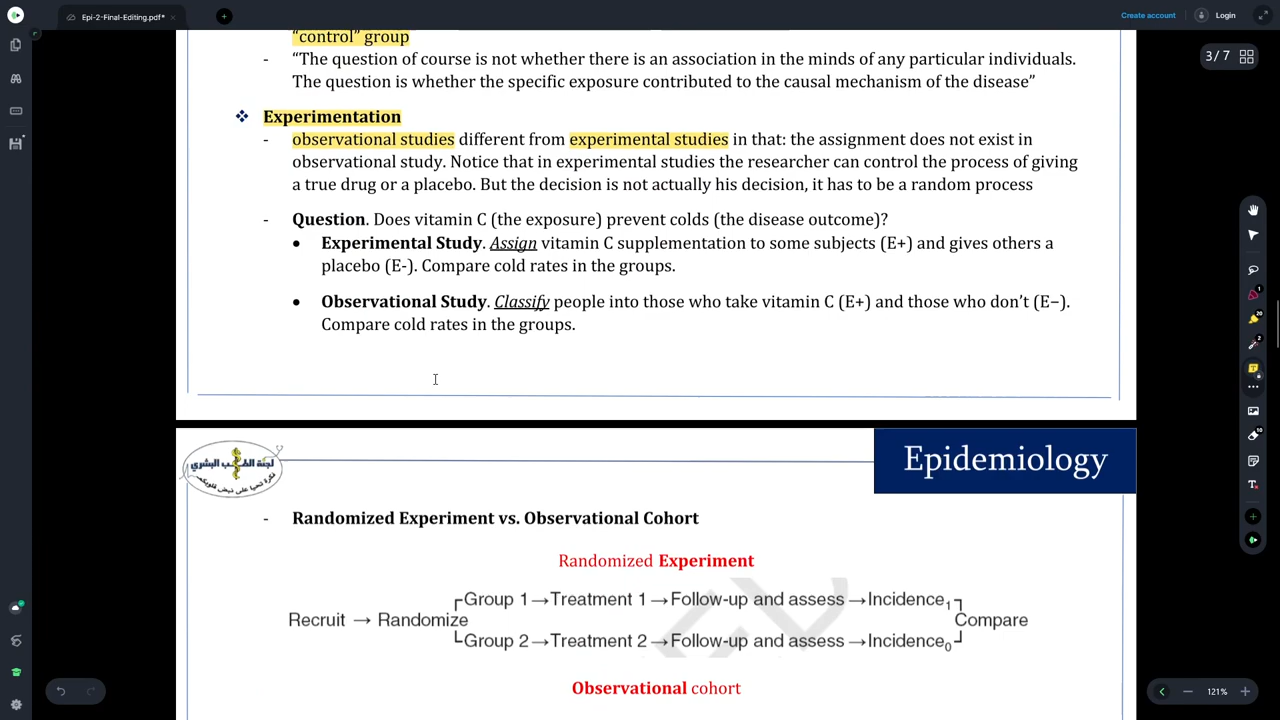 Epi-2-Final-Editing.pdf*
Create account
Login
3 / 7
“control” group
- “The question of course is not whether there is an association in the minds of any particular individuals.
The question is whether the specific exposure contributed to the causal mechanism of the disease”
❖ Experimentation
- observational studies different from experimental studies in that: the assignment does not exist in
observational study. Notice that in experimental studies the researcher can control the process of giving
a true drug or a placebo. But the decision is not actually his decision, it has to be a random process
- Question. Does vitamin C (the exposure) prevent colds (the disease outcome)?
• Experimental Study. Assign vitamin C supplementation to some subjects (E+) and gives others a
placebo (E-). Compare cold rates in the groups.
• Observational Study. Classify people into those who take vitamin C (E+) and those who don’t (E−).
Compare cold rates in the groups.
لجنة الطب البشري
فكرة تحيا على نبض قلوبكم
Epidemiology
- Randomized Experiment vs. Observational Cohort
Randomized Experiment
Group 1→Treatment 1→Follow-up and assess→Incidence1
Recruit → Randomize Compare
Group 2→Treatment 2→Follow-up and assess→Incidence0
Observational cohort
121%